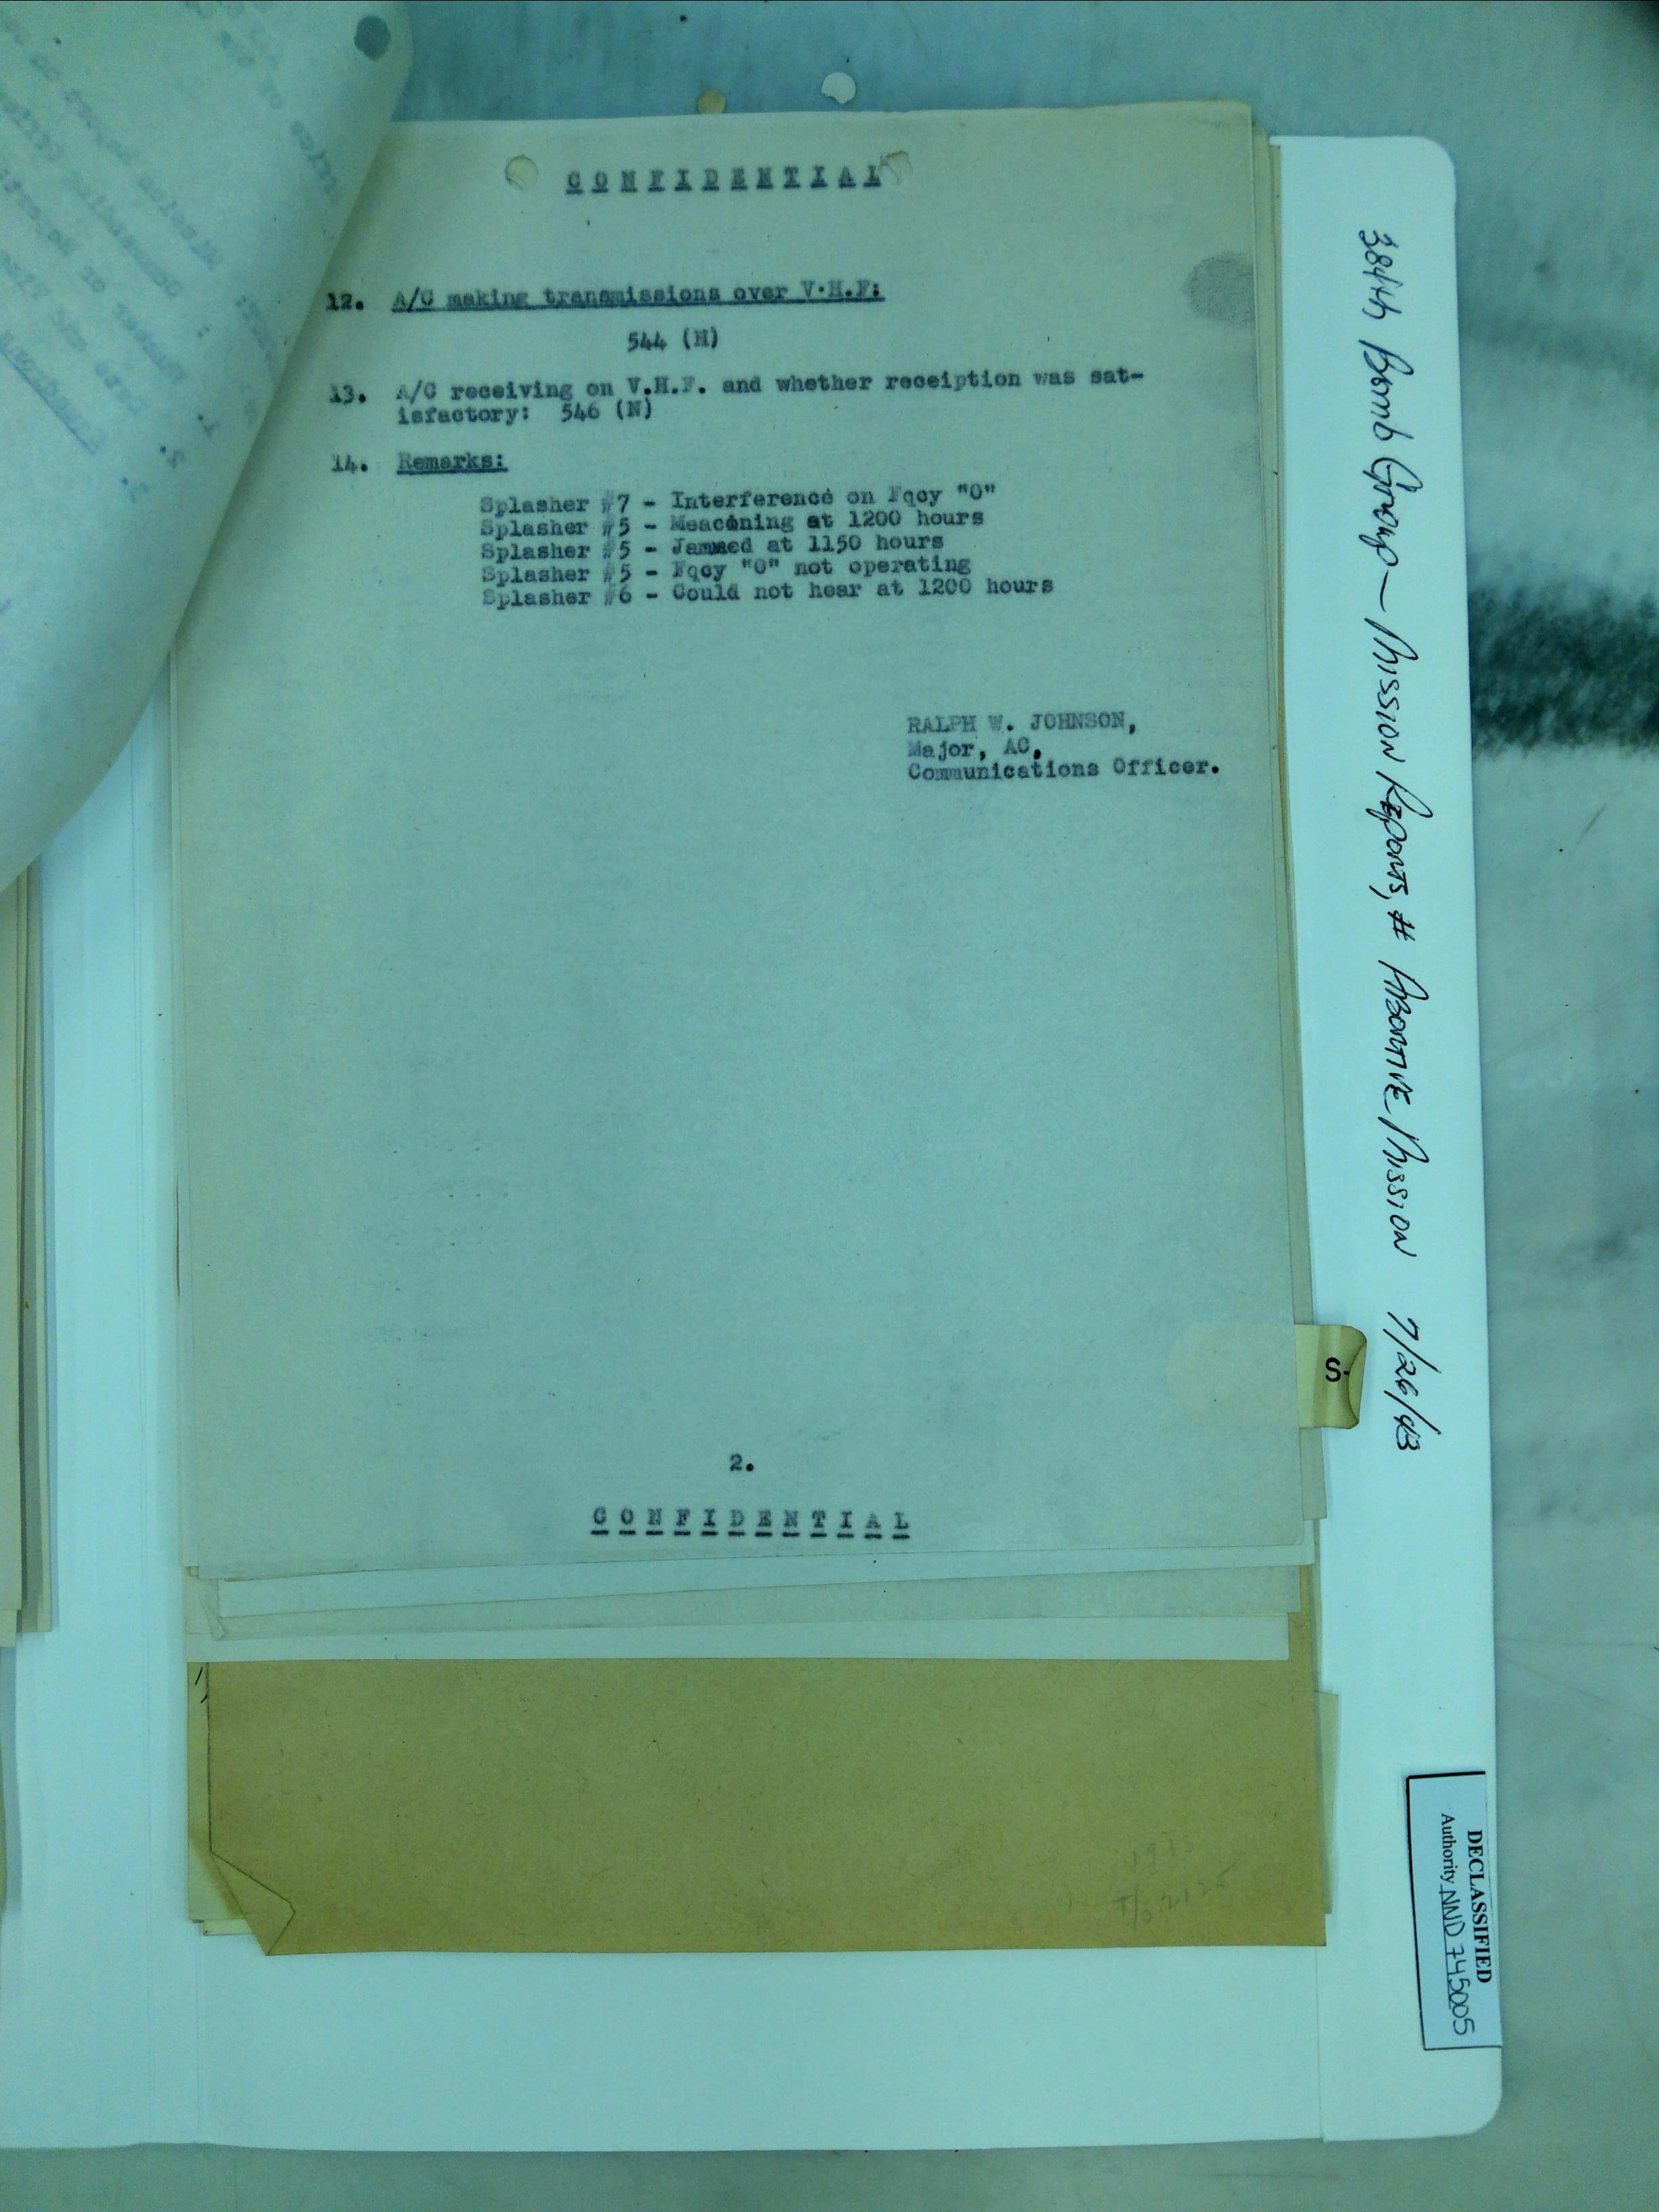 C O N F I D E N T I A L
12. A/C making transmissions over V.H.F:
544 (H)
13. A/C receiving on V.H.F. and whether receiption was sat-
isfactory: 546 (N)
14. Remarks:
Splasher #7 - Interference on Fqcy "O"
Splasher #5 - Meaconing at 1200 hours
Splasher #5 - Jammed at 1150 hours
Splasher #5 - Fqcy "O" not operating
Splasher #6 - Could not hear at 1200 hours
RALPH W. JOHNSON,
Major, AC,
Communications Officer.
2.
C O N F I D E N T I A L
384th Bomb Group - Mission Reports, # Abortive Mission 7/26/43
S
DECLASSIFIED
Authority NND 745005